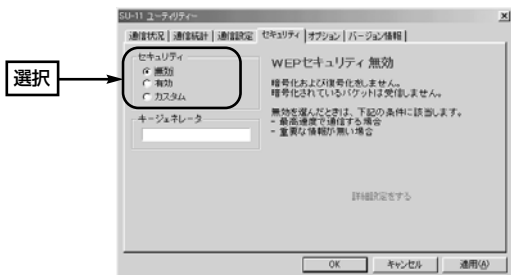 SU-11 ユーティリティー
通信状況 通信統計 通信設定 セキュリティ オプション バージョン情報
選択
セキュリティ
無効
有効
カスタム
キージェネレータ
WEPセキュリティ 無効
暗号化および復号化をしません。
暗号化されているパケットは受信しません。
無効を選んだときは、下記の条件に該当します。
- 最高速度で通信する場合
- 重要な情報が無い場合
詳細設定をする
OK キャンセル 適用(A)